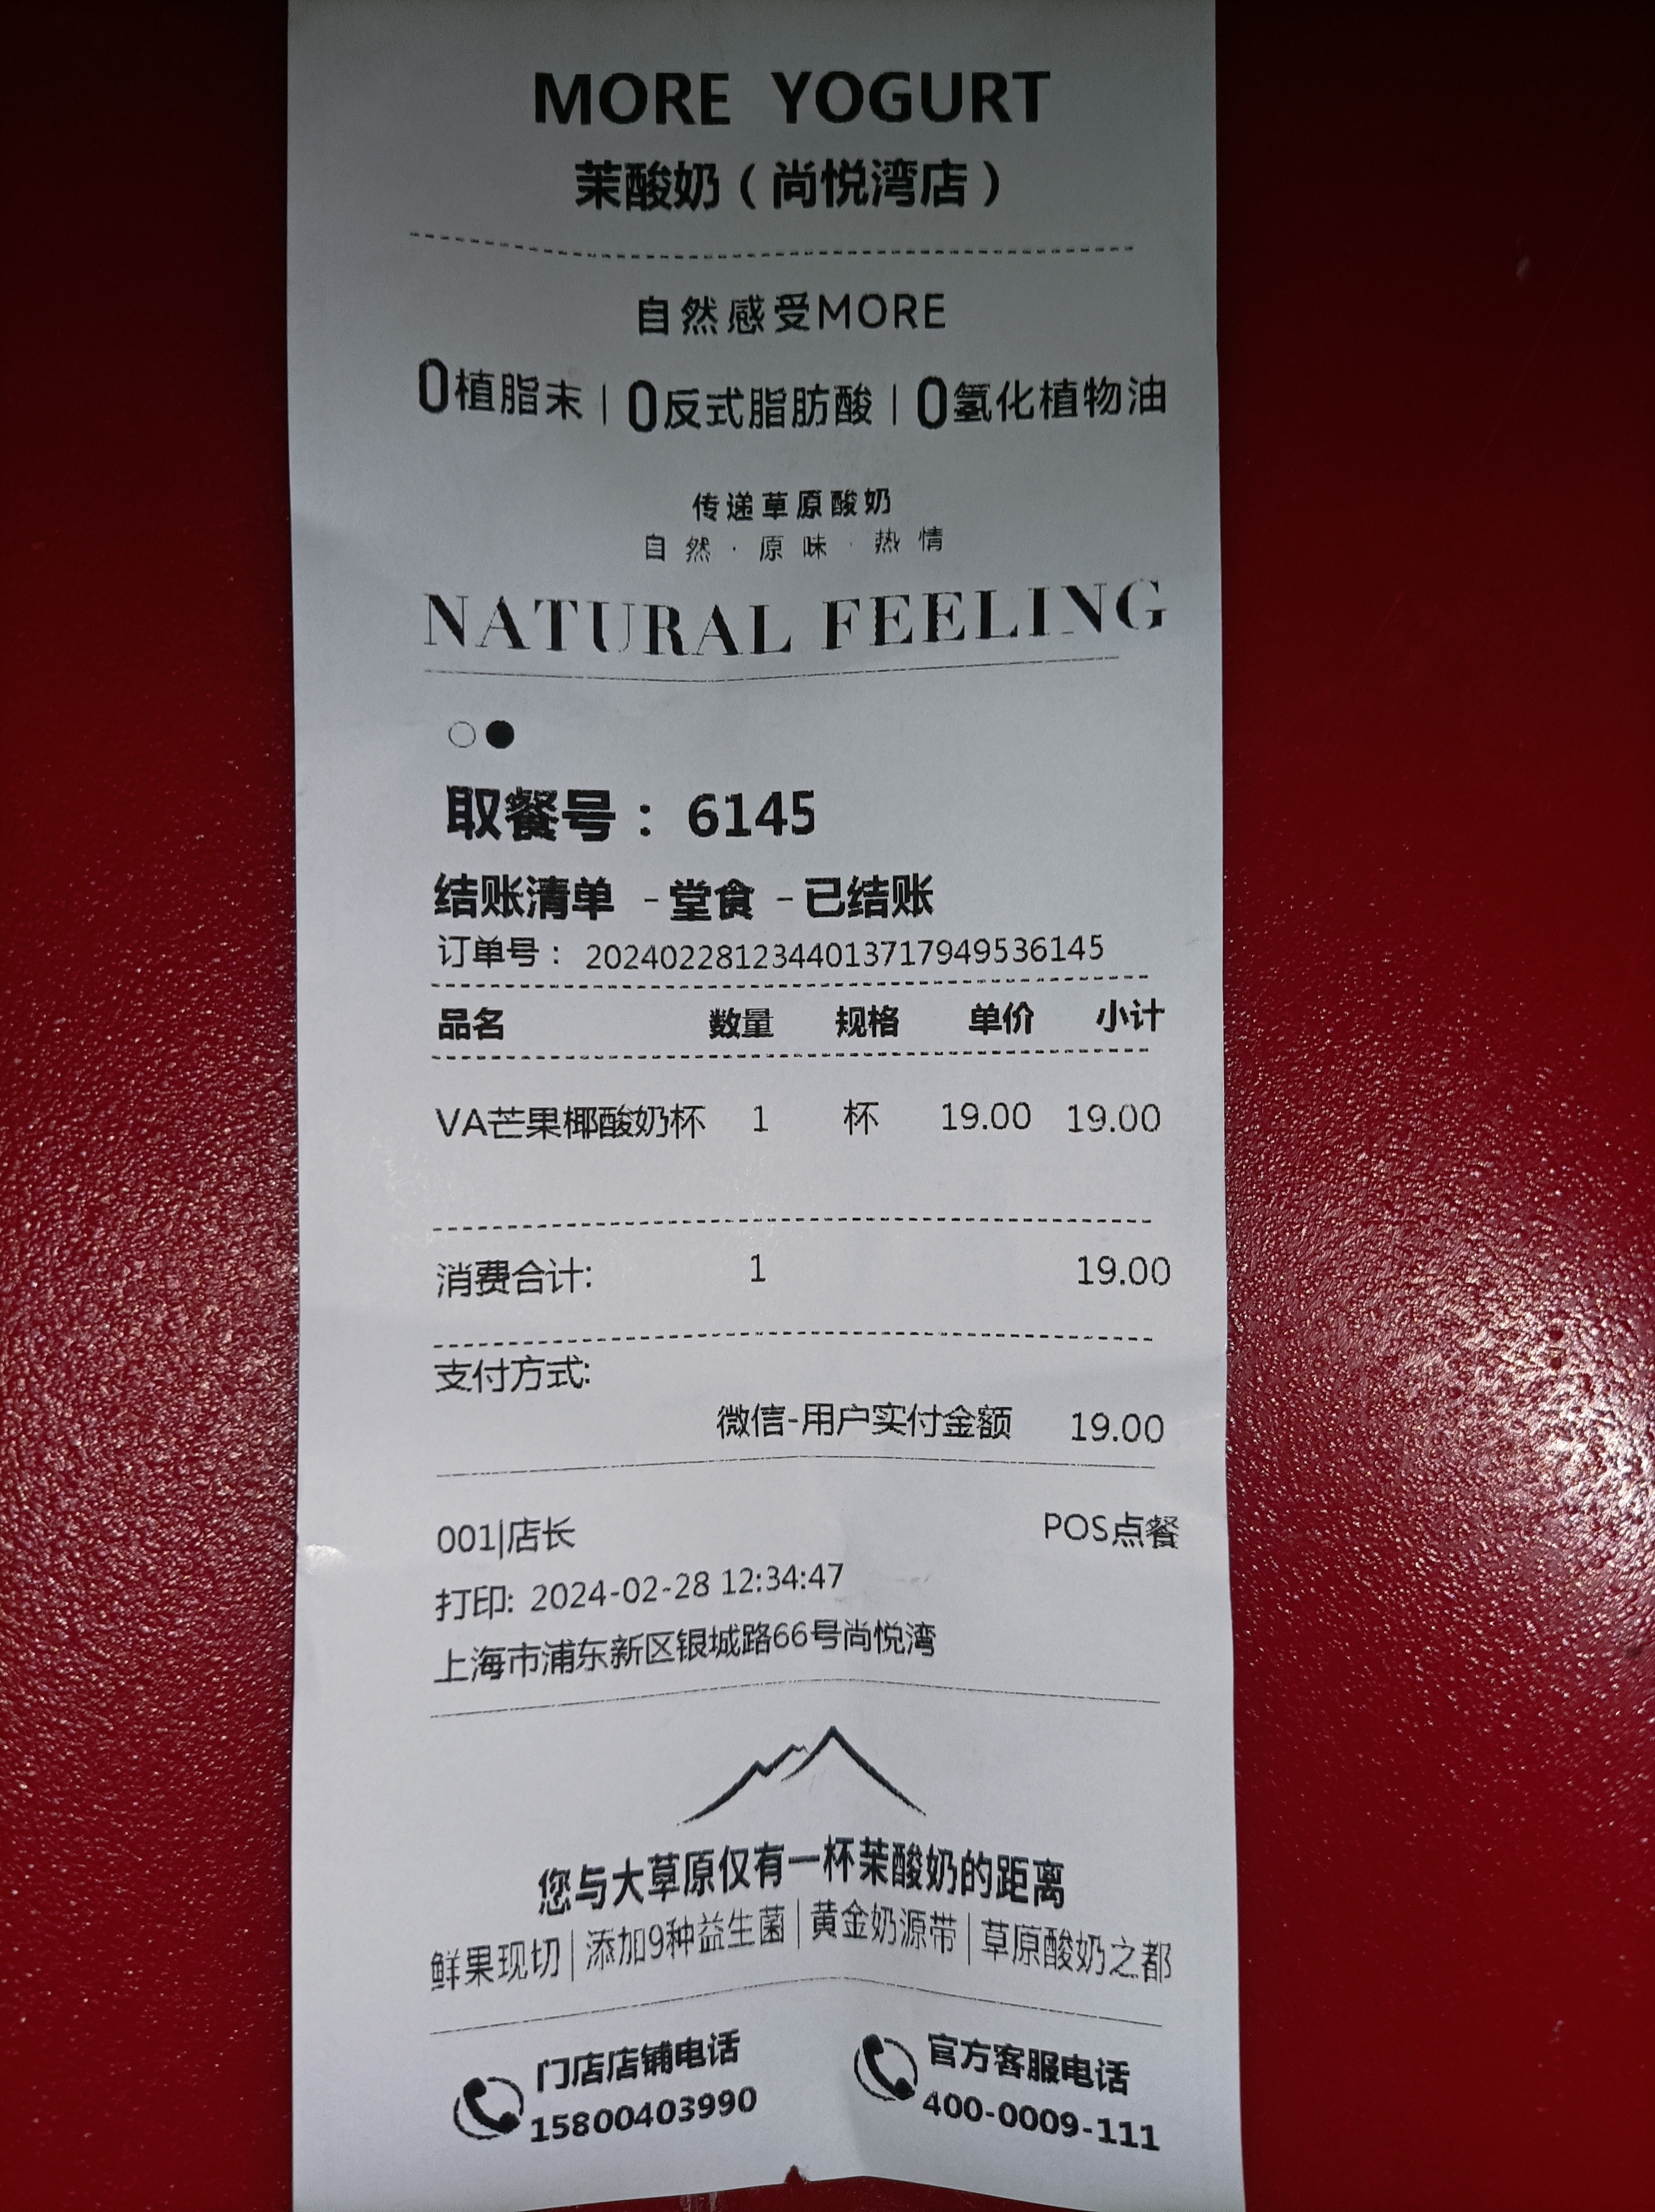 MORE YOGURT
茉酸奶（尚悦湾店）
自然感受MORE
0植脂末｜0反式脂肪酸｜0氢化植物油
传递草原酸奶
自然·原味·热情
NATURAL FEELING
取餐号：6145
结账清单 -堂食 -已结账
订单号：20240228123440137179495​36145
品名 数量 规格 单价 小计
VA芒果椰酸奶杯 1 杯 19.00 19.00
消费合计: 1 19.00
支付方式:
微信-用户实付金额 19.00
001|店长 POS点餐
打印: 2024-02-28 12:34:47
上海市浦东新区银城路66号尚悦湾
您与大草原仅有一杯茉酸奶的距离
鲜果现切|添加9种益生菌|黄金奶源带|草原酸奶之都
门店店铺电话 官方客服电话
15800403990 400-0009-111